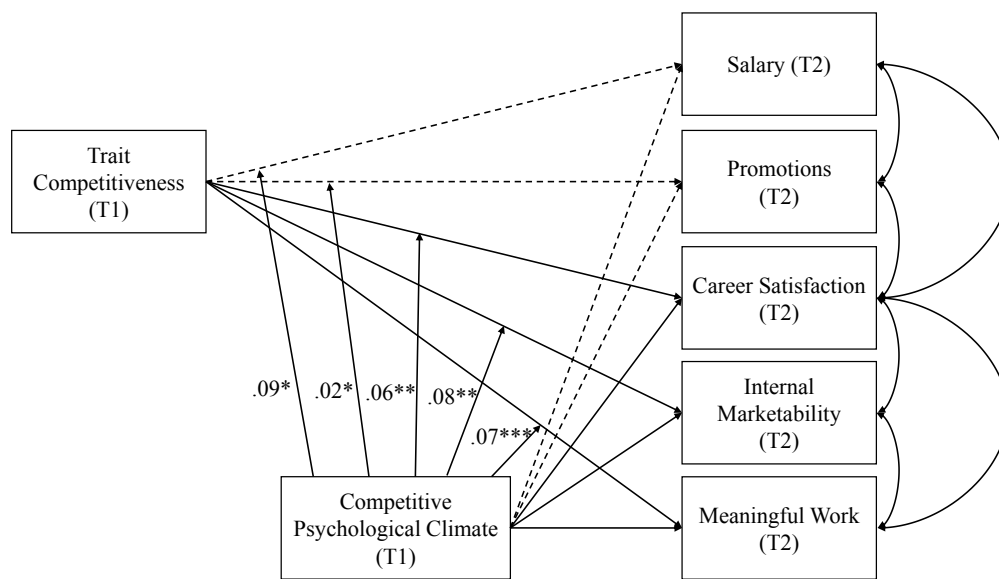 Salary (T2)
Trait
Competitiveness
(T1)
Promotions
(T2)
Career Satisfaction
(T2)
.09*
.02*
.06**
.08**
.07***
Internal
Marketability
(T2)
Competitive
Psychological Climate
(T1)
Meaningful Work
(T2)